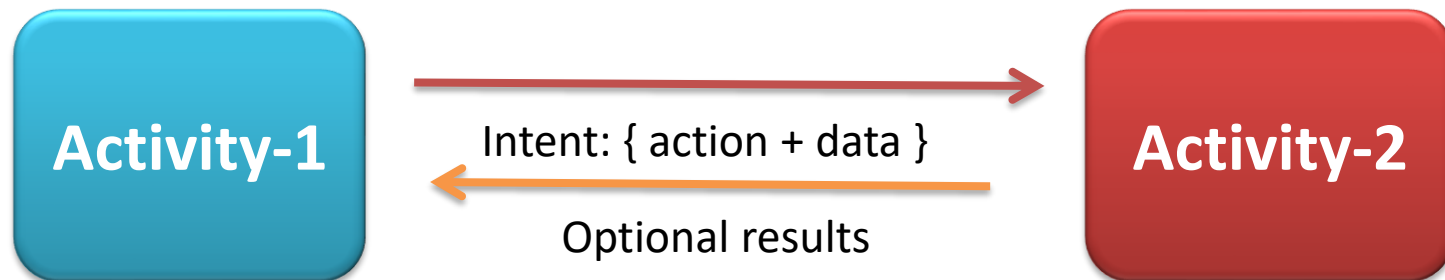 Activity-1
Intent: { action + data }
Optional results
Activity-2